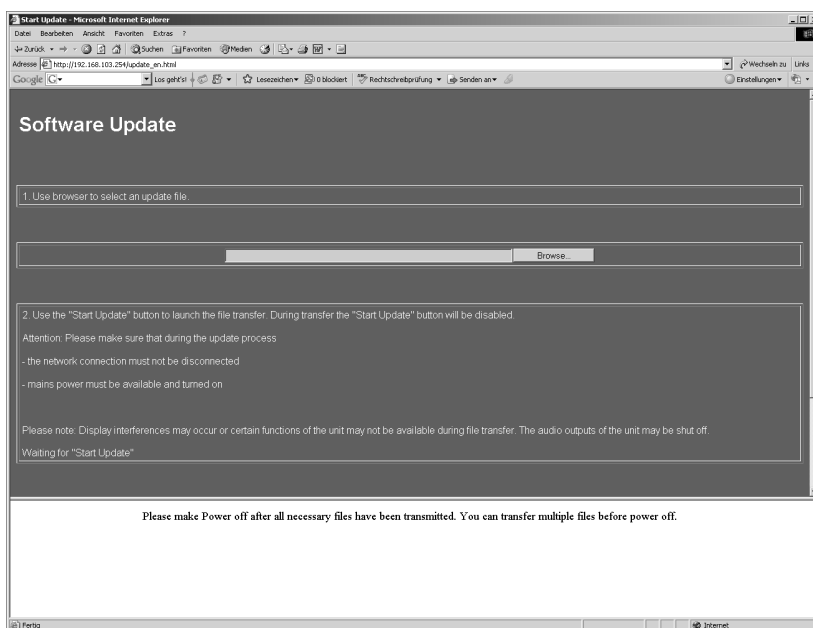 Start Update - Microsoft Internet Explorer
Datei Bearbeiten Ansicht Favoriten Extras ?
Zurück Suchen Favoriten Medien
Adresse http://192.168.103.254/update_en.html Wechseln zu Links
Google G Los geht's! Lesezeichen 0 blockiert Rechtschreibprüfung Senden an Einstellungen
Software Update
1. Use browser to select an update file.
Browse...
2. Use the "Start Update" button to launch the file transfer. During transfer the "Start Update" button will be disabled.
Attention: Please make sure that during the update process
- the network connection must not be disconnected
- mains power must be available and turned on
Please note: Display interferences may occur or certain functions of the unit may not be available during file transfer. The audio outputs of the unit may be shut off.
Waiting for "Start Update"
Please make Power off after all necessary files have been transmitted. You can transfer multiple files before power off.
Fertig Internet